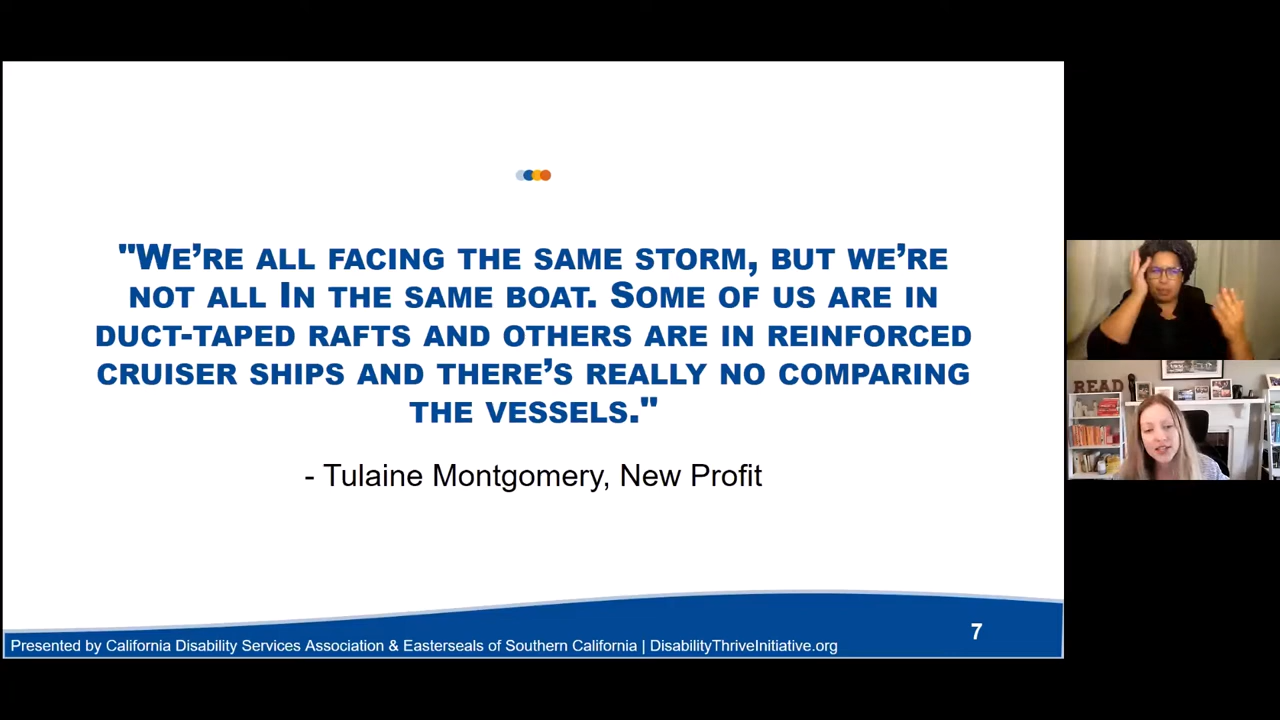 "WE’RE ALL FACING THE SAME STORM, BUT WE’RE
NOT ALL IN THE SAME BOAT. SOME OF US ARE IN
DUCT-TAPED RAFTS AND OTHERS ARE IN REINFORCED
CRUISER SHIPS AND THERE’S REALLY NO COMPARING
THE VESSELS."
- Tulaine Montgomery, New Profit
7
Presented by California Disability Services Association & Easterseals of Southern California | DisabilityThriveInitiative.org
READ